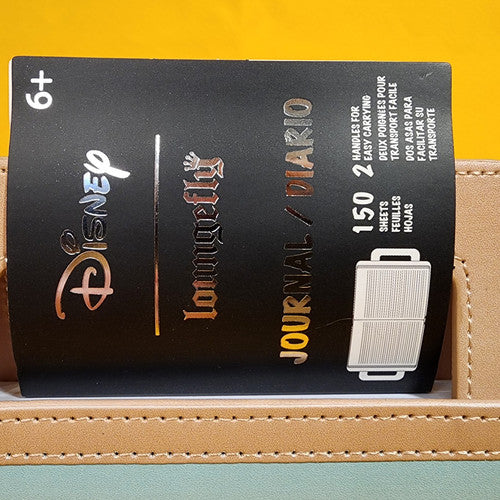 6+
Disney
loungefly
JOURNAL / DIARIO
150
SHEETS
FEUILLES
HOJAS
2 HANDLES FOR
EASY CARRYING
DEUX POIGNÉES POUR
TRANSPORT FACILE
DOS ASAS PARA
FACILITAR SU
TRANSPORTE